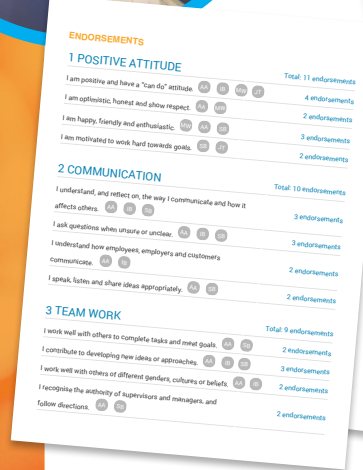 ENDORSEMENTS
1 POSITIVE ATTITUDE
Total: 11 endorsements
I am positive and have a "can do" attitude. AA IB MW JT 4 endorsements
I am optimistic, honest and show respect. AA MW 2 endorsements
I am happy, friendly and enthusiastic. MW AA SB 3 endorsements
I am motivated to work hard towards goals. SB JT 2 endorsements
2 COMMUNICATION
Total: 10 endorsements
I understand, and reflect on, the way I communicate and how it
affects others. AA IB SB 3 endorsements
I ask questions when unsure or unclear. AA IB SB 3 endorsements
I understand how employees, employers and customers
communicate. AA IB 2 endorsements
I speak, listen and share ideas appropriately. AA SB 2 endorsements
3 TEAM WORK
Total: 9 endorsements
I work well with others to complete tasks and meet goals. AA SB 2 endorsements
I contribute to developing new ideas or approaches. AA IB SB 3 endorsements
I work well with others of different genders, cultures or beliefs. AA IB 2 endorsements
I recognise the authority of supervisors and managers, and
follow directions. AA SB 2 endorsements